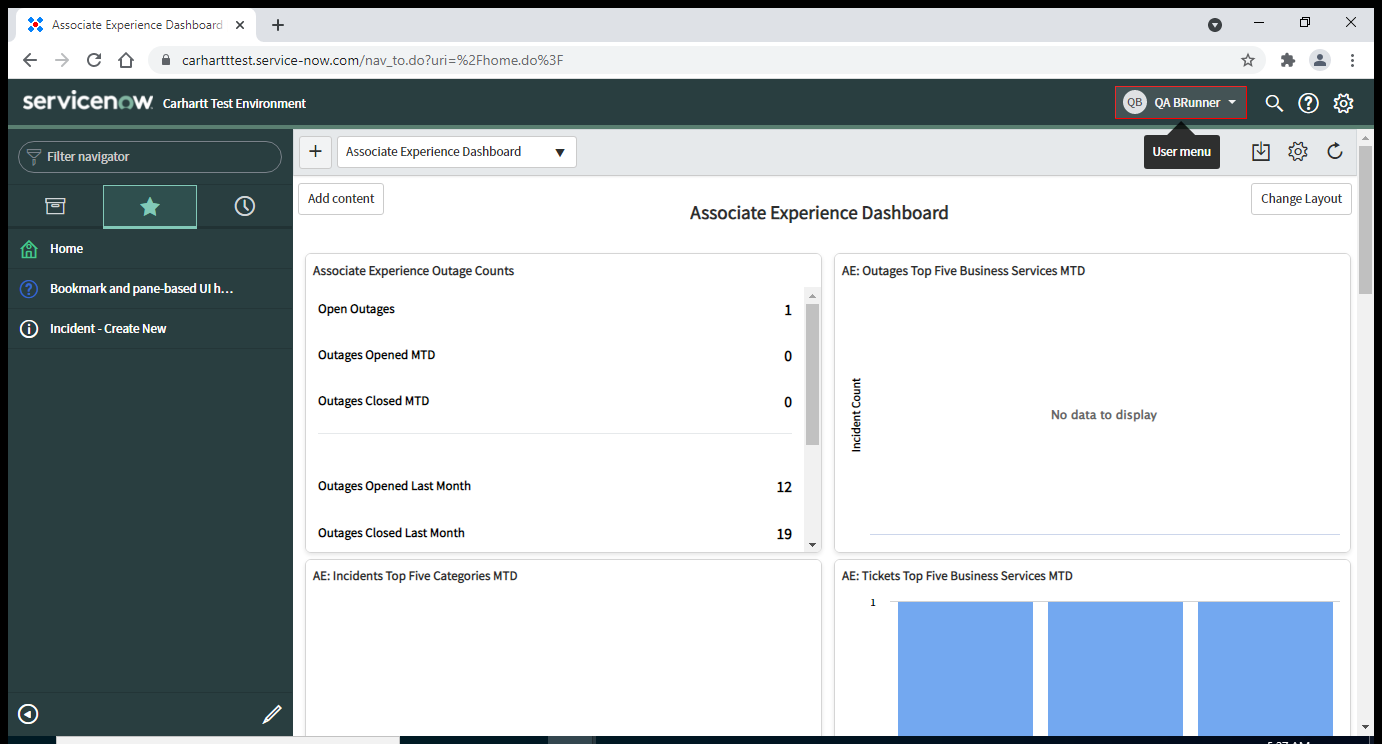 Associate Experience Dashboard
carhartttest.service-now.com/nav_to.do?uri=%2Fhome.do%3F
servicenow Carhartt Test Environment
QB QA BRunner
Filter navigator
Associate Experience Dashboard
User menu
Add content
Associate Experience Dashboard
Change Layout
Home
Bookmark and pane-based UI h...
Incident - Create New
Associate Experience Outage Counts
Open Outages 1
Outages Opened MTD 0
Outages Closed MTD 0
Outages Opened Last Month 12
Outages Closed Last Month 19
AE: Outages Top Five Business Services MTD
Incident Count
No data to display
AE: Incidents Top Five Categories MTD
AE: Tickets Top Five Business Services MTD
1